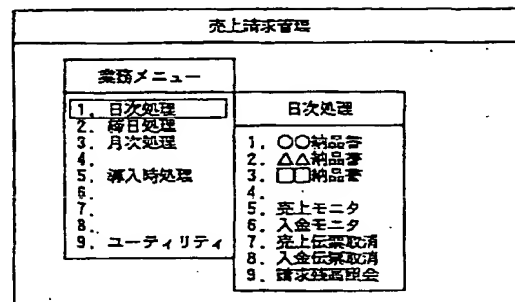 売上請求管理
業務メニュー
1. 日次処理
2. 締日処理
3. 月次処理
4.
5. 導入時処理
6.
7.
8.
9. ユーティリティ
日次処理
1. ○○納品書
2. △△納品書
3. □□納品書
4.
5. 売上モニタ
6. 入金モニタ
7. 売上伝票取消
8. 入金伝票取消
9. 請求残高照会